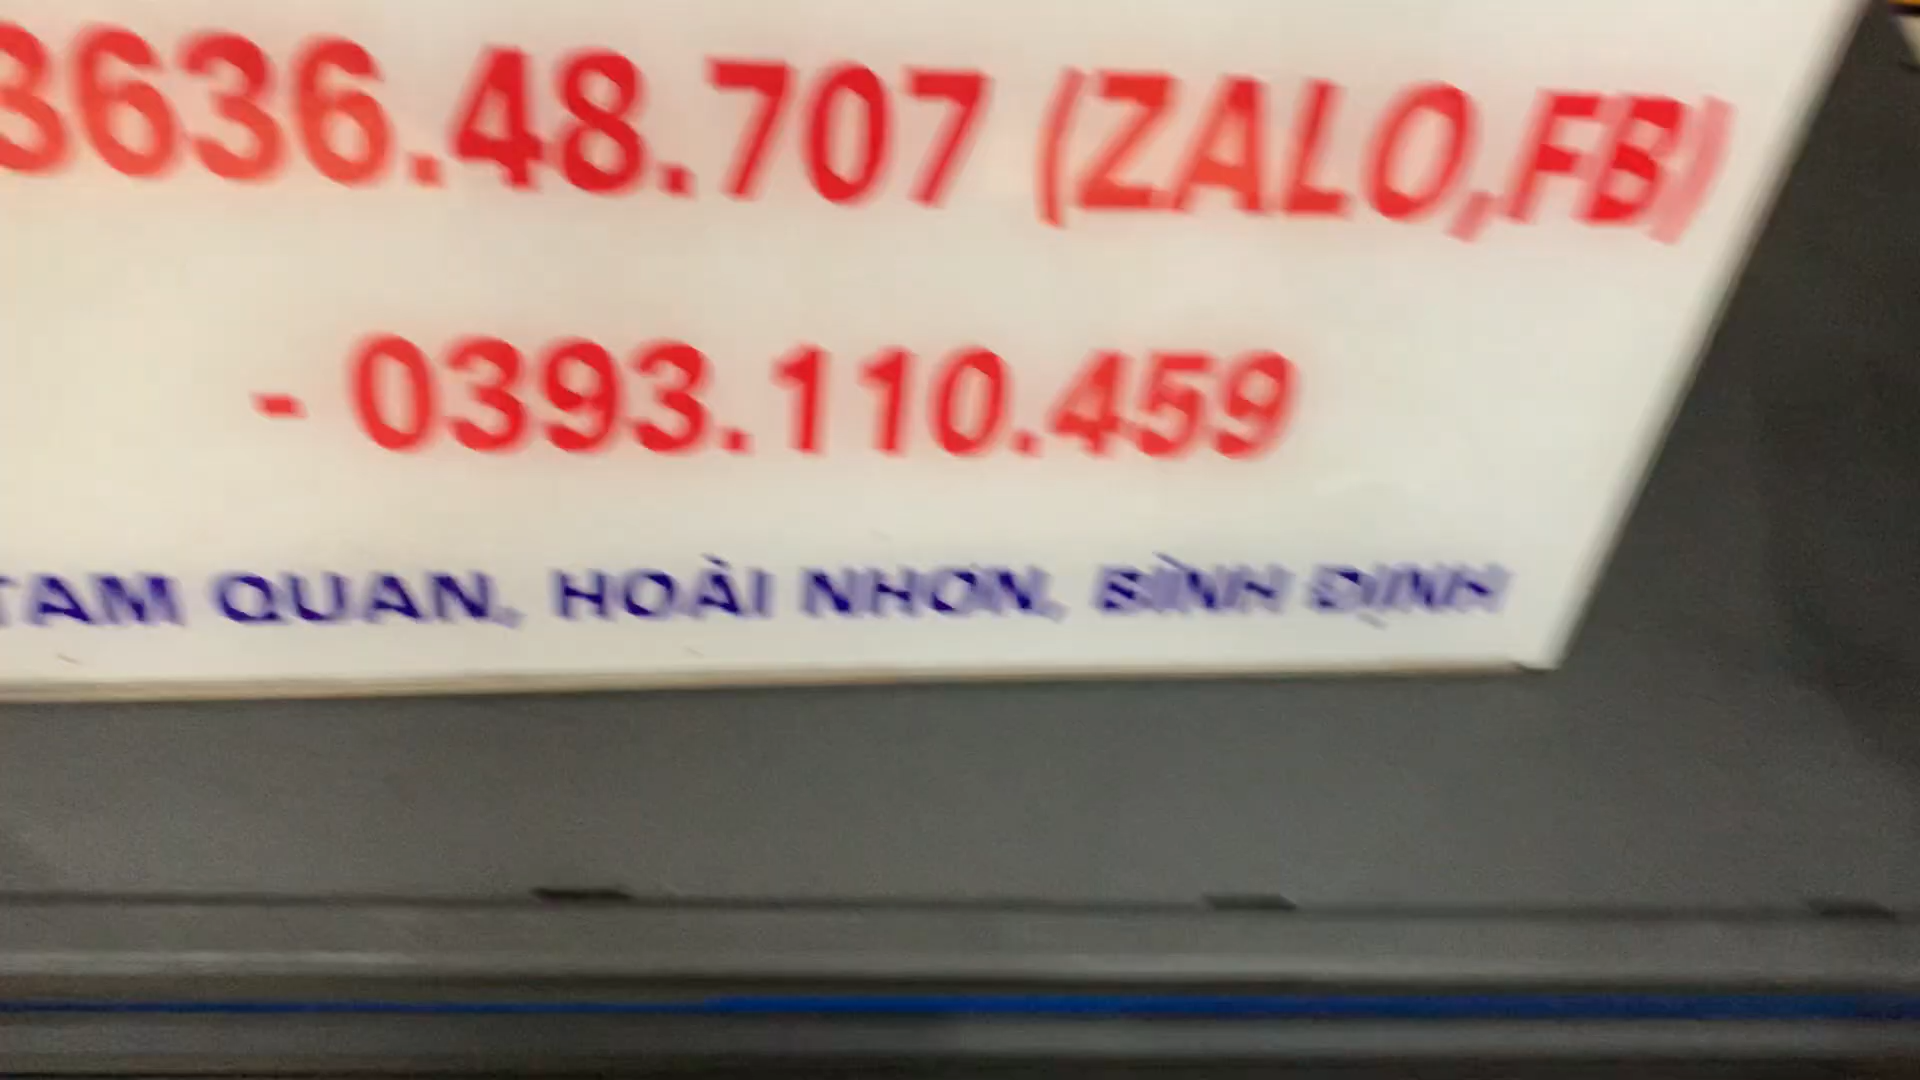 3636.48.707 (ZALO,FB)
- 0393.110.459
TAM QUAN, HOÀI NHƠN, BÌNH ĐỊNH